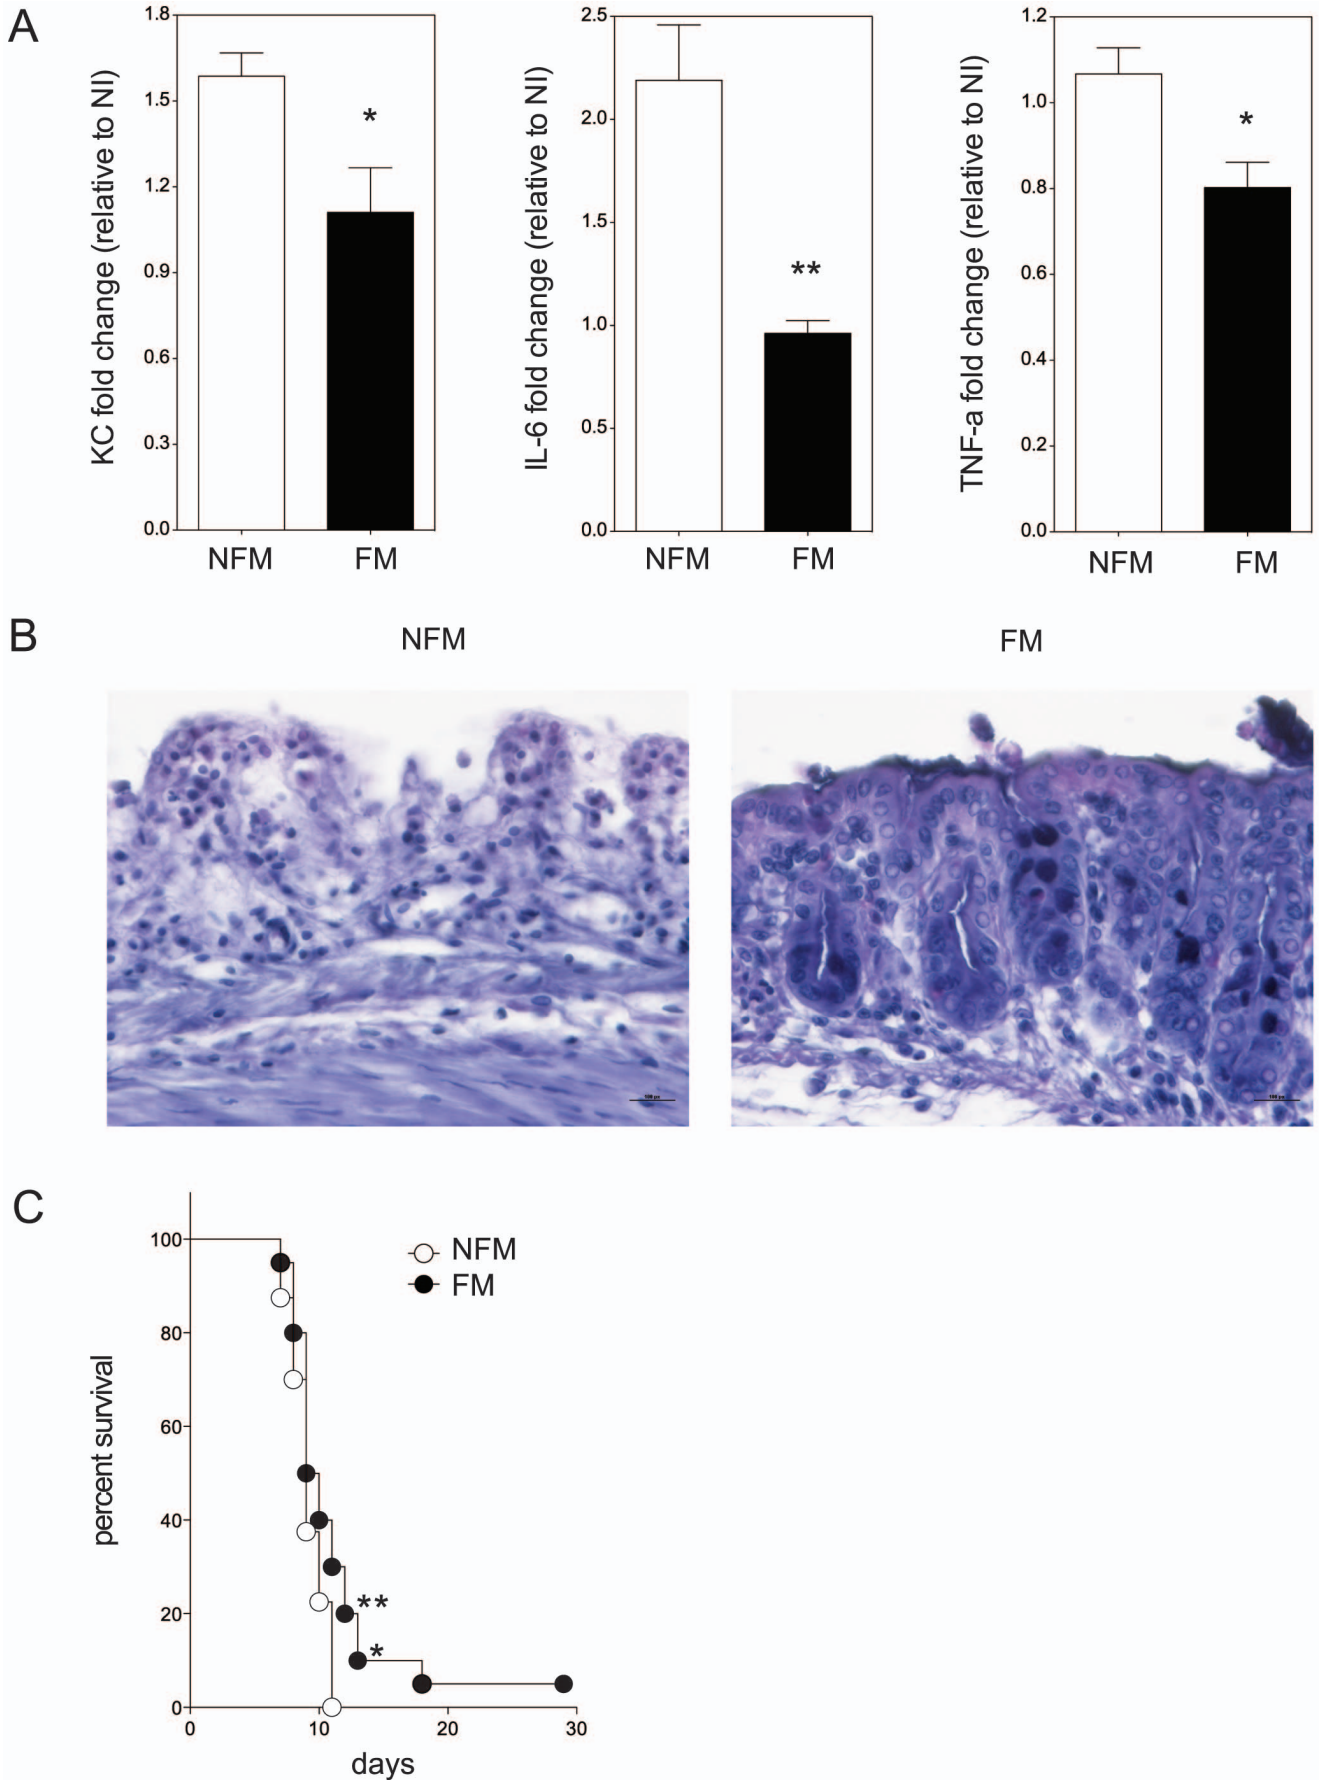 A
KC fold change (relative to NI)
1.8
1.5
1.2
0.9
0.6
0.3
0.0
*
NFM FM
IL-6 fold change (relative to NI)
2.5
2.0
1.5
1.0
0.5
0.0
**
NFM FM
TNF-a fold change (relative to NI)
1.2
1.0
0.8
0.6
0.4
0.2
0.0
*
NFM FM
B
NFM FM
C
percent survival
100
80
60
40
20
0
NFM
FM
**
*
0 10 20 30
days